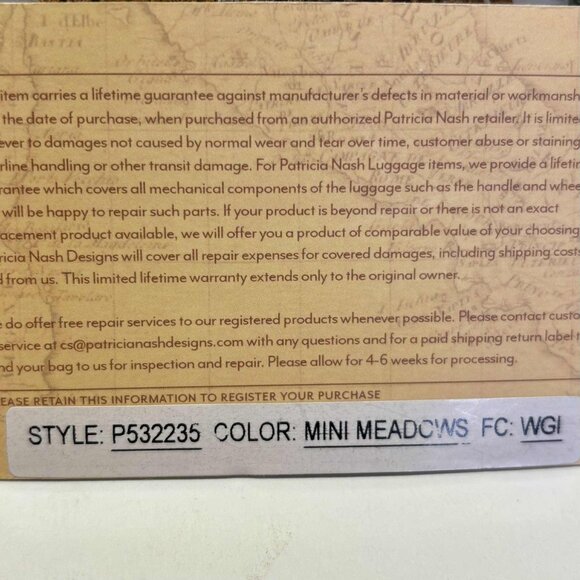 item carries a lifetime guarantee against manufacturer's defects in material or workmansh
the date of purchase, when purchased from an authorized Patricia Nash retailer. It is limite
ever to damages not caused by normal wear and tear over time, customer abuse or staining
rline handling or other transit damage. For Patricia Nash Luggage items, we provide a lifetin
rantee which covers all mechanical components of the luggage such as the handle and whee
will be happy to repair such parts. If your product is beyond repair or there is not an exact
lacement product available, we will offer you a product of comparable value of your choosing
tricia Nash Designs will cover all repair expenses for covered damages, including shipping costs
d from us. This limited lifetime warranty extends only to the original owner.
e do offer free repair services to our registered products whenever possible. Please contact custo
service at cs@patricianashdesigns.com with any questions and for a paid shipping return label t
nd your bag to us for inspection and repair. Please allow for 4-6 weeks for processing.
EASE RETAIN THIS INFORMATION TO REGISTER YOUR PURCHASE
STYLE: P532235 COLOR: MINI MEADOWS FC: WGI